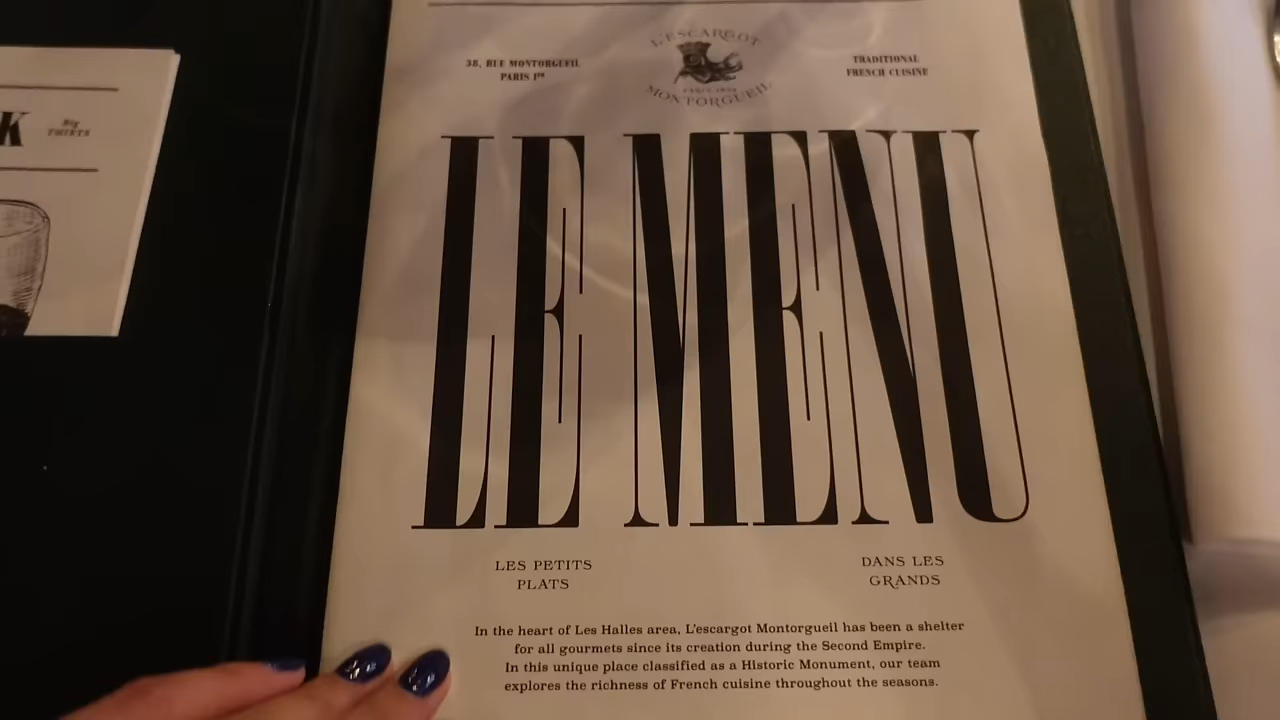 K
Big
THIRTS
38, RUE MONTORGUEIL
PARIS 1ER
L'ESCARGOT
MONTORGUEIL
TRADITIONAL
FRENCH CUISINE
LE MENU
LES PETITS
PLATS
DANS LES
GRANDS
In the heart of Les Halles area, L'escargot Montorgueil has been a shelter
for all gourmets since its creation during the Second Empire.
In this unique place classified as a Historic Monument, our team
explores the richness of French cuisine throughout the seasons.